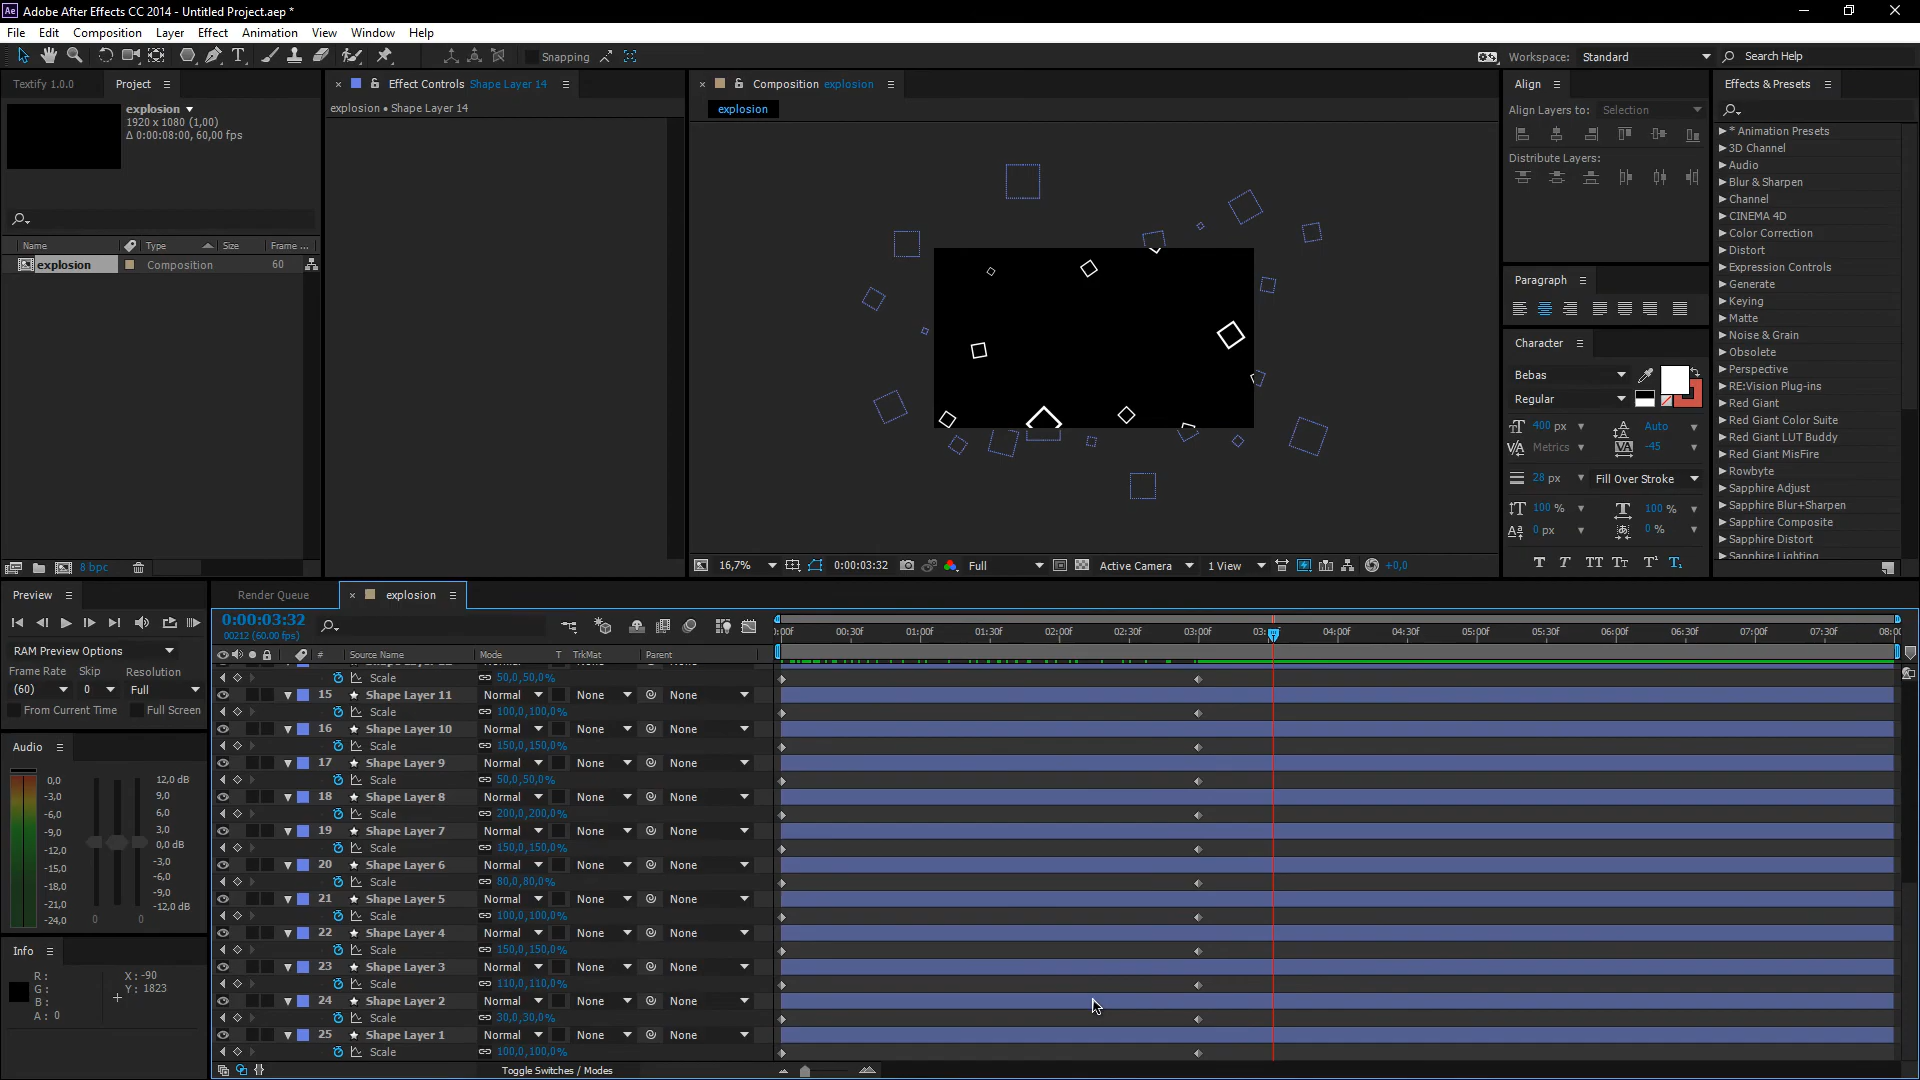 Adobe After Effects CC 2014 - Untitled Project.aep *
File Edit Composition Layer Effect Animation View Window Help
Snapping
Workspace: Standard
Search Help
Textify 1.0.0
Project
explosion
1920 x 1080 (1,00)
Δ 0:00:08:00, 60,00 fps
Name Type Size Frame ...
explosion Composition 60
8 bpc
Effect Controls Shape Layer 14
explosion • Shape Layer 14
Composition explosion
explosion
16,7% 0:00:03:32 Full Active Camera 1 View +0,0
Align
Align Layers to: Selection
Distribute Layers:
Paragraph
Character
Bebas
Regular
400 px Auto
Metrics -45
28 px Fill Over Stroke
100 % 100 %
0 px 0 %
Effects & Presets
* Animation Presets
3D Channel
Audio
Blur & Sharpen
Channel
CINEMA 4D
Color Correction
Distort
Expression Controls
Generate
Keying
Matte
Noise & Grain
Obsolete
Perspective
RE:Vision Plug-ins
Red Giant
Red Giant Color Suite
Red Giant LUT Buddy
Red Giant MisFire
Rowbyte
Sapphire Adjust
Sapphire Blur+Sharpen
Sapphire Composite
Sapphire Distort
Sapphire Lighting
Preview
RAM Preview Options
Frame Rate Skip Resolution
(60) 0 Full
From Current Time Full Screen
Audio
0,0
-3,0
-6,0
-9,0
-12,0
-15,0
-18,0
-21,0
-24,0
12,0 dB
9,0
6,0
3,0
0,0 dB
-3,0
-6,0
-9,0
-12,0 dB
0 0
Info
R :
G :
B :
A : 0
X : -90
Y : 1823
Render Queue
explosion
0:00:03:32
00212 (60.00 fps)
:00f 00:30f 01:00f 01:30f 02:00f 02:30f 03:00f 03: 04:00f 04:30f 05:00f 05:30f 06:00f 06:30f 07:00f 07:30f 08:00
# Source Name Mode T TrkMat Parent
Scale 50,0,50,0%
15 Shape Layer 11 Normal None None
Scale 100,0,100,0%
16 Shape Layer 10 Normal None None
Scale 150,0,150,0%
17 Shape Layer 9 Normal None None
Scale 50,0,50,0%
18 Shape Layer 8 Normal None None
Scale 200,0,200,0%
19 Shape Layer 7 Normal None None
Scale 150,0,150,0%
20 Shape Layer 6 Normal None None
Scale 80,0,80,0%
21 Shape Layer 5 Normal None None
Scale 100,0,100,0%
22 Shape Layer 4 Normal None None
Scale 150,0,150,0%
23 Shape Layer 3 Normal None None
Scale 110,0,110,0%
24 Shape Layer 2 Normal None None
Scale 30,0,30,0%
25 Shape Layer 1 Normal None None
Scale 100,0,100,0%
Toggle Switches / Modes